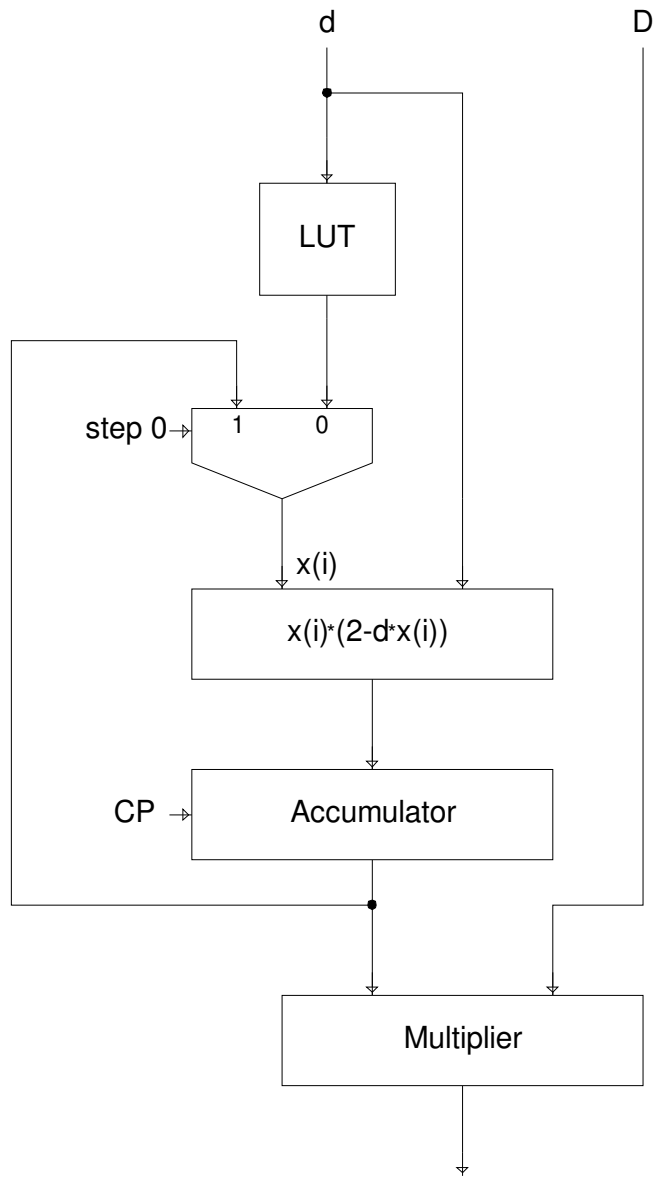 d D
LUT
step 0 1 0
x(i)
x(i)*(2-d*x(i))
CP Accumulator
Multiplier